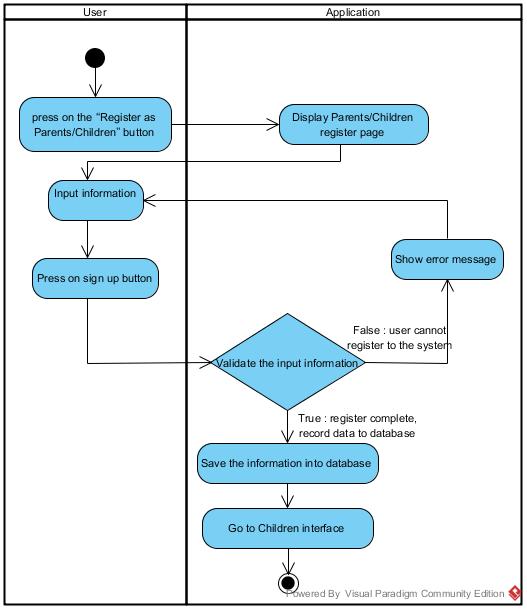 User
Application
press on the “Register as
Parents/Children” button
Display Parents/Children
register page
Input information
Show error message
Press on sign up button
False : user cannot
register to the system
Validate the input information
True : register complete,
record data to database
Save the information into database
Go to Children interface
Powered By Visual Paradigm Community Edition